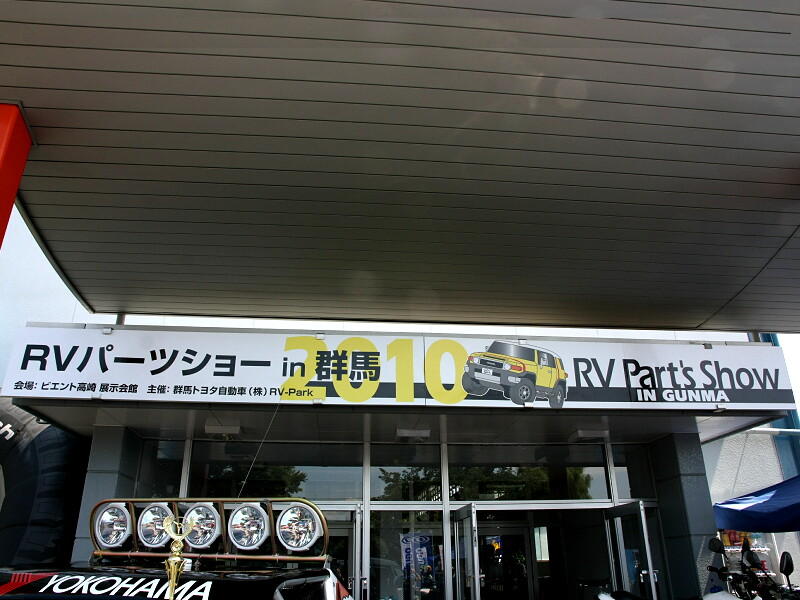 RVパーツショー in 群馬
2010
会場：ビエント高崎 展示会館　主催：群馬トヨタ自動車（株）RV-Park
RV Part's Show
IN GUNMA
YOKOHAMA